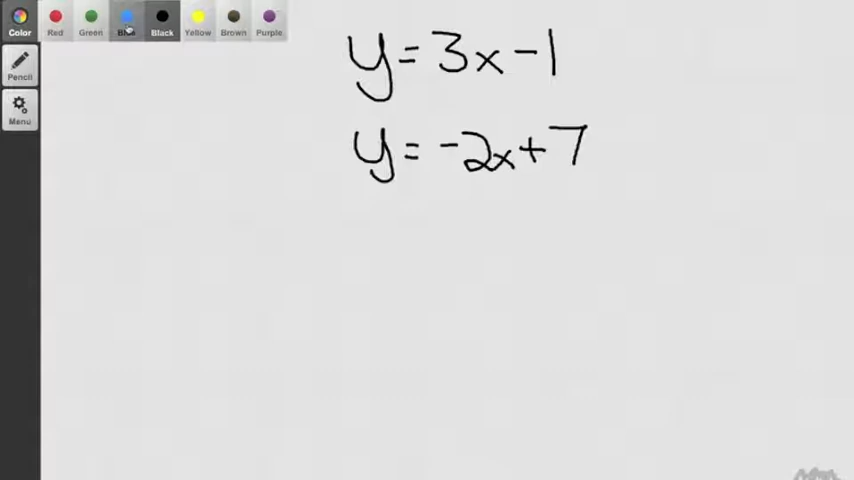 Color Red Green Blue Black Yellow Brown Purple
y = 3x - 1
Pencil
Menu
y = -2x + 7